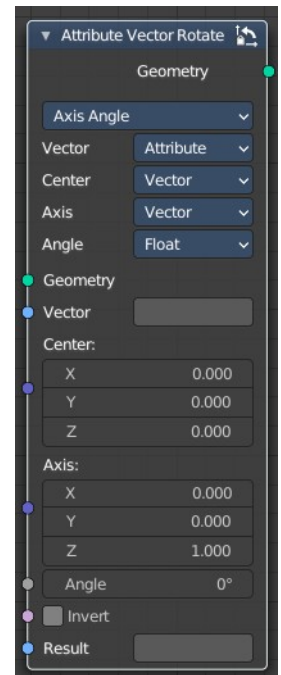 Attribute Vector Rotate
Geometry
Axis Angle
Vector Attribute
Center Vector
Axis Vector
Angle Float
Geometry
Vector
Center:
X 0.000
Y 0.000
Z 0.000
Axis:
X 0.000
Y 0.000
Z 1.000
Angle 0°
Invert
Result